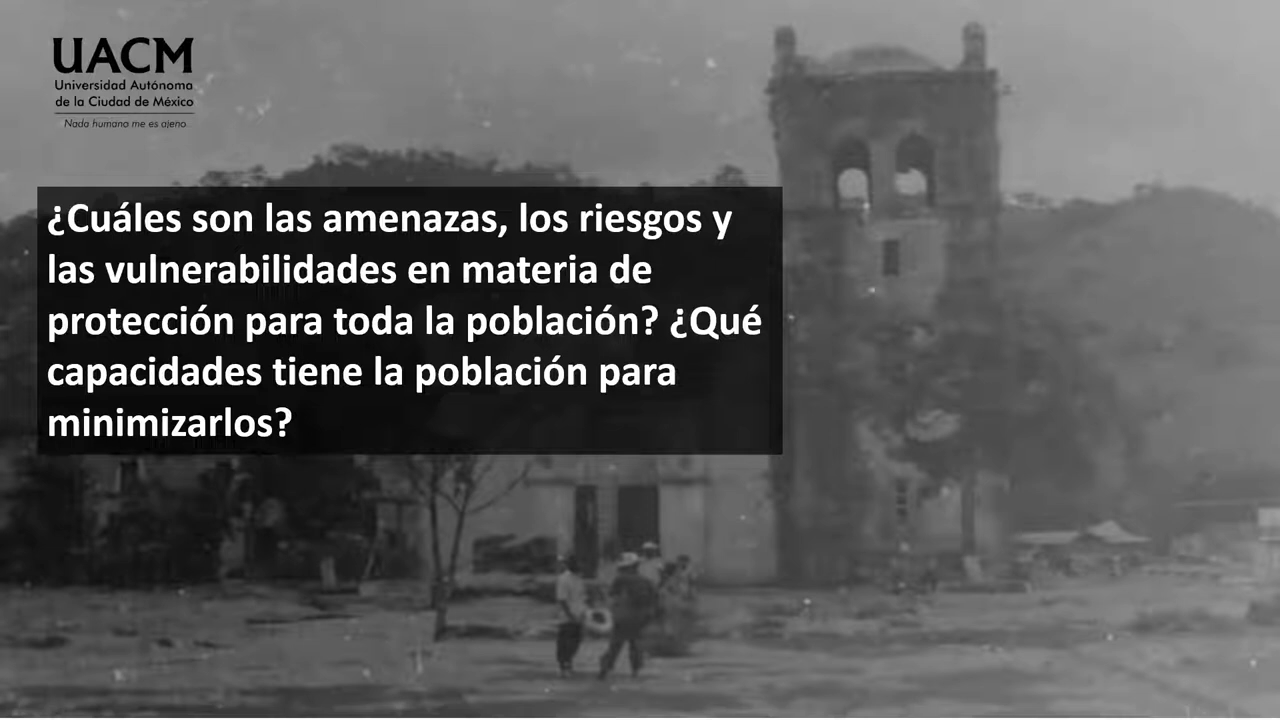 UACM
Universidad Autónoma
de la Ciudad de México
Nada humano me es ajeno
¿Cuáles son las amenazas, los riesgos y
las vulnerabilidades en materia de
protección para toda la población? ¿Qué
capacidades tiene la población para
minimizarlos?